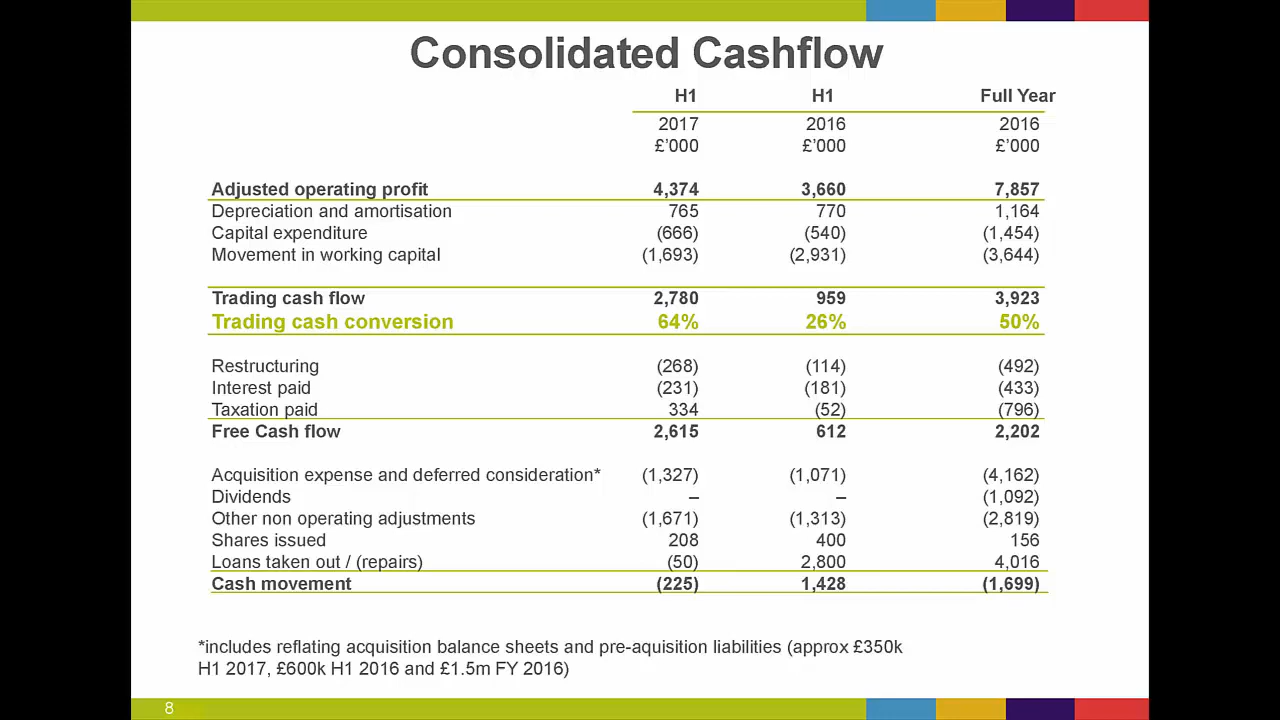 Consolidated Cashflow
H1 H1 Full Year
2017 2016 2016
£’000 £’000 £’000
Adjusted operating profit 4,374 3,660 7,857
Depreciation and amortisation 765 770 1,164
Capital expenditure (666) (540) (1,454)
Movement in working capital (1,693) (2,931) (3,644)
Trading cash flow 2,780 959 3,923
Trading cash conversion 64% 26% 50%
Restructuring (268) (114) (492)
Interest paid (231) (181) (433)
Taxation paid 334 (52) (796)
Free Cash flow 2,615 612 2,202
Acquisition expense and deferred consideration* (1,327) (1,071) (4,162)
Dividends – – (1,092)
Other non operating adjustments (1,671) (1,313) (2,819)
Shares issued 208 400 156
Loans taken out / (repairs) (50) 2,800 4,016
Cash movement (225) 1,428 (1,699)
*includes reflating acquisition balance sheets and pre-aquisition liabilities (approx £350k
H1 2017, £600k H1 2016 and £1.5m FY 2016)
8